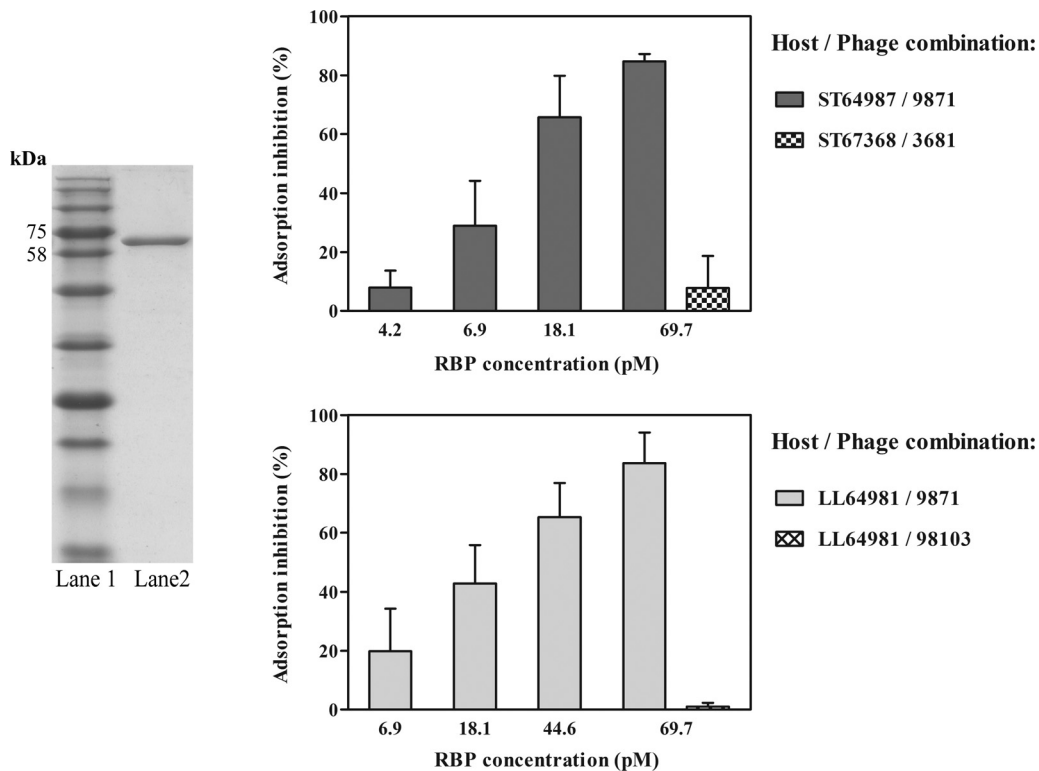 kDa
75
58
Lane 1 Lane2
Adsorption inhibition (%)
100
80
60
40
20
0
4.2 6.9 18.1 69.7
RBP concentration (pM)
Host / Phage combination:
ST64987 / 9871
ST67368 / 3681
Adsorption inhibition (%)
100
80
60
40
20
0
6.9 18.1 44.6 69.7
RBP concentration (pM)
Host / Phage combination:
LL64981 / 9871
LL64981 / 98103